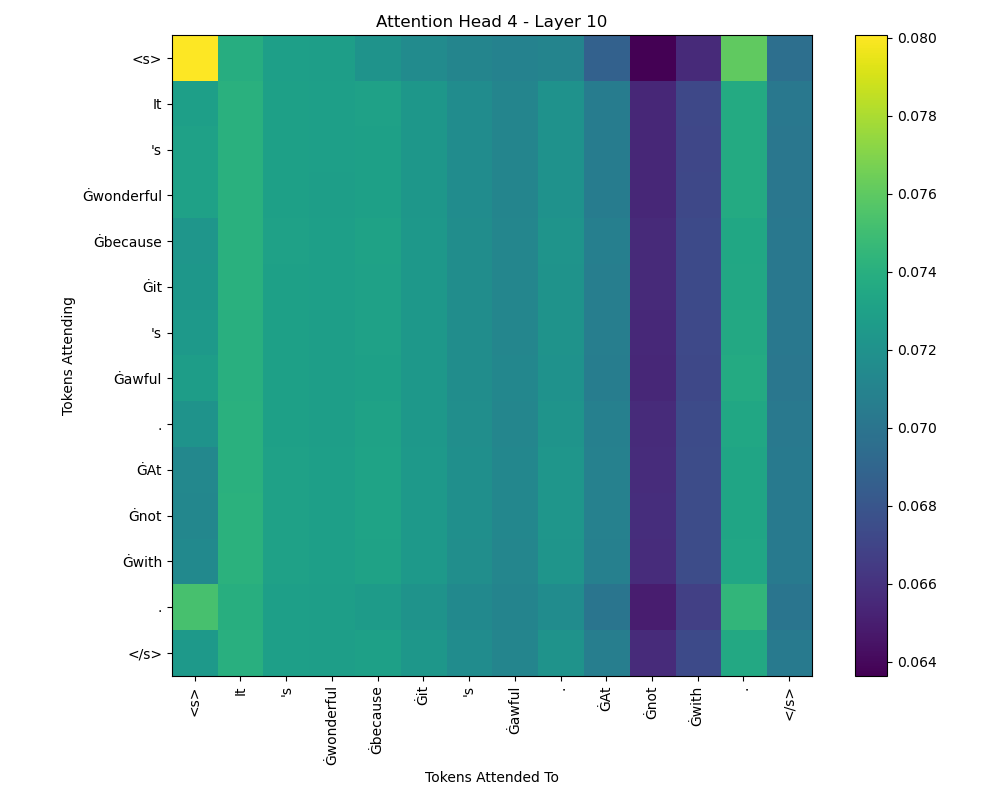 Attention Head 4 - Layer 10
Tokens Attending
<s>
It
's
Ġwonderful
Ġbecause
Ġit
's
Ġawful
.
ĠAt
Ġnot
Ġwith
.
</s>
<s>
It
's
Ġwonderful
Ġbecause
Ġit
's
Ġawful
.
ĠAt
Ġnot
Ġwith
.
</s>
Tokens Attended To
0.080
0.078
0.076
0.074
0.072
0.070
0.068
0.066
0.064